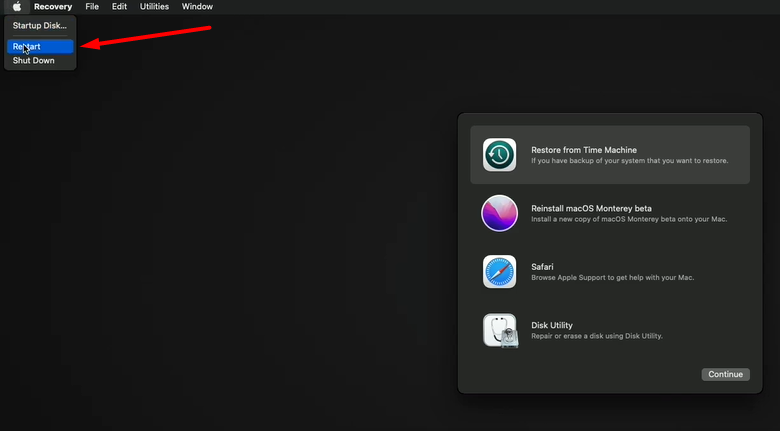 Recovery File Edit Utilities Window
Startup Disk...
Restart
Shut Down
Restore from Time Machine
If you have backup of your system that you want to restore.
Reinstall macOS Monterey beta
Install a new copy of macOS Monterey beta onto your Mac.
Safari
Browse Apple Support to get help with your Mac.
Disk Utility
Repair or erase a disk using Disk Utility.
Continue